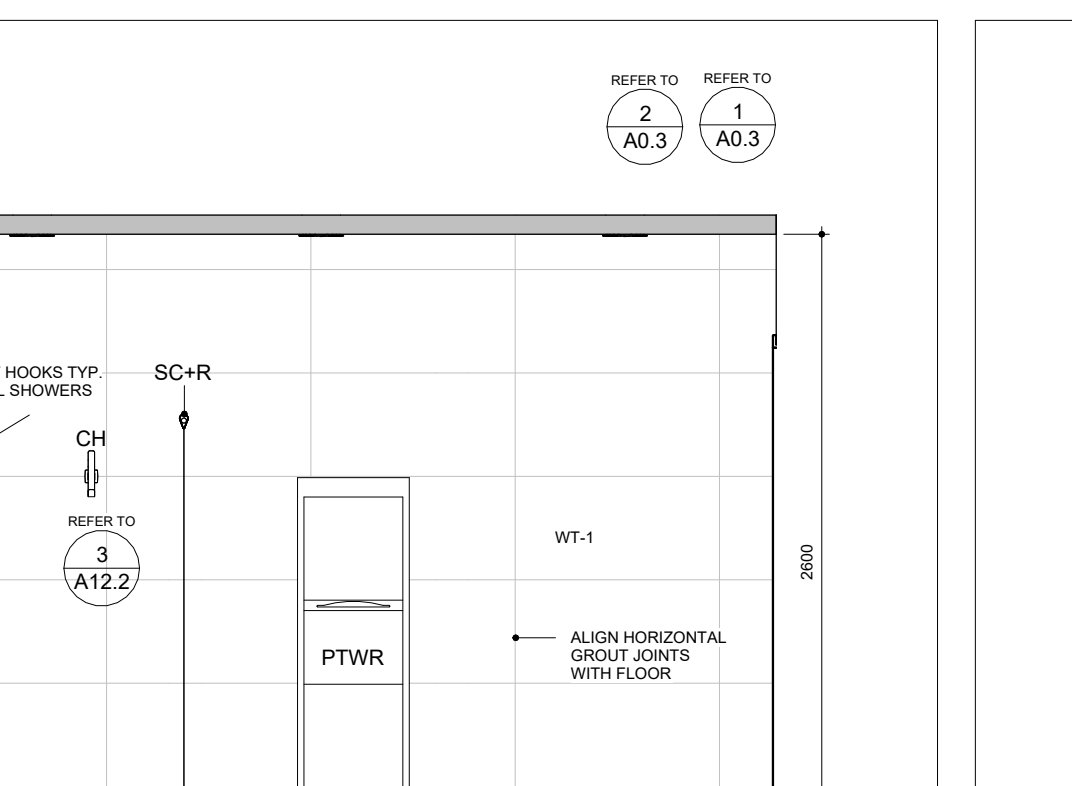 REFER TO
2
A0.3
REFER TO
1
A0.3
HOOKS TYP.
SHOWERS
SC+R
CH
REFER TO
3
A12.2
WT-1
2600
PTWR
ALIGN HORIZONTAL
GROUT JOINTS
WITH FLOOR